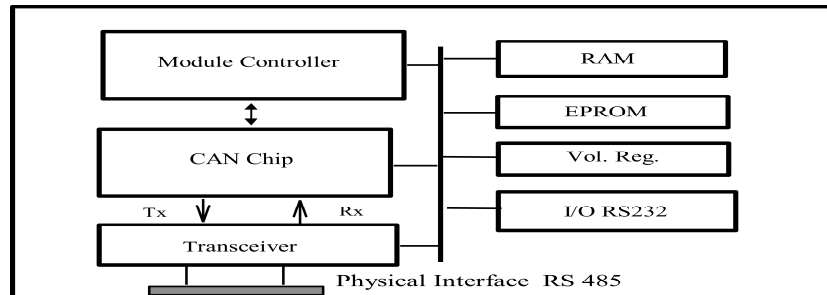 Module Controller
RAM
EPROM
CAN Chip
Vol. Reg.
Tx
Rx
I/O RS232
Transceiver
Physical Interface RS 485